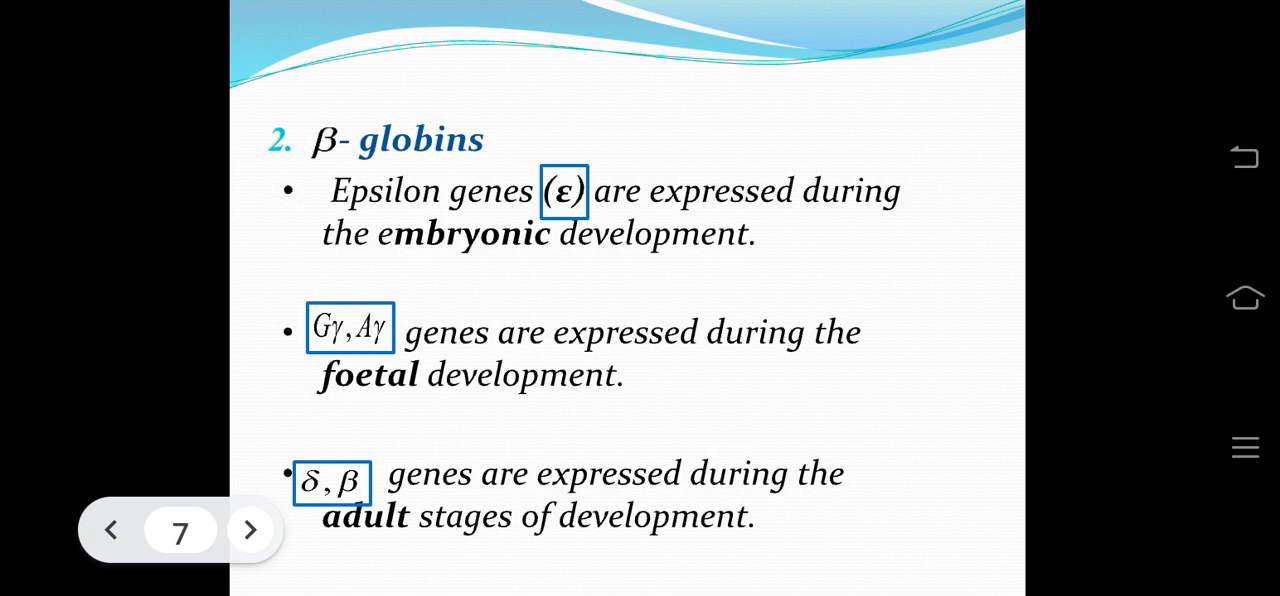 2. β- globins
• Epsilon genes (ε) are expressed during
the embryonic development.
• Gγ, Aγ genes are expressed during the
foetal development.
• δ, β genes are expressed during the
adult stages of development.
7